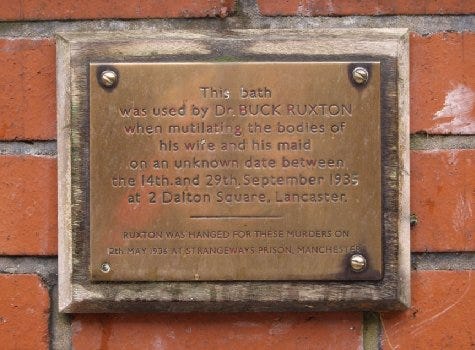 This bath
was used by Dr. BUCK RUXTON
when mutilating the bodies of
his wife and his maid
on an unknown date between
the 14th. and 29th. September 1935
at 2 Dalton Square, Lancaster.
RUXTON WAS HANGED FOR THESE MURDERS ON
12th MAY 1936 AT STRANGEWAYS PRISON, MANCHESTER